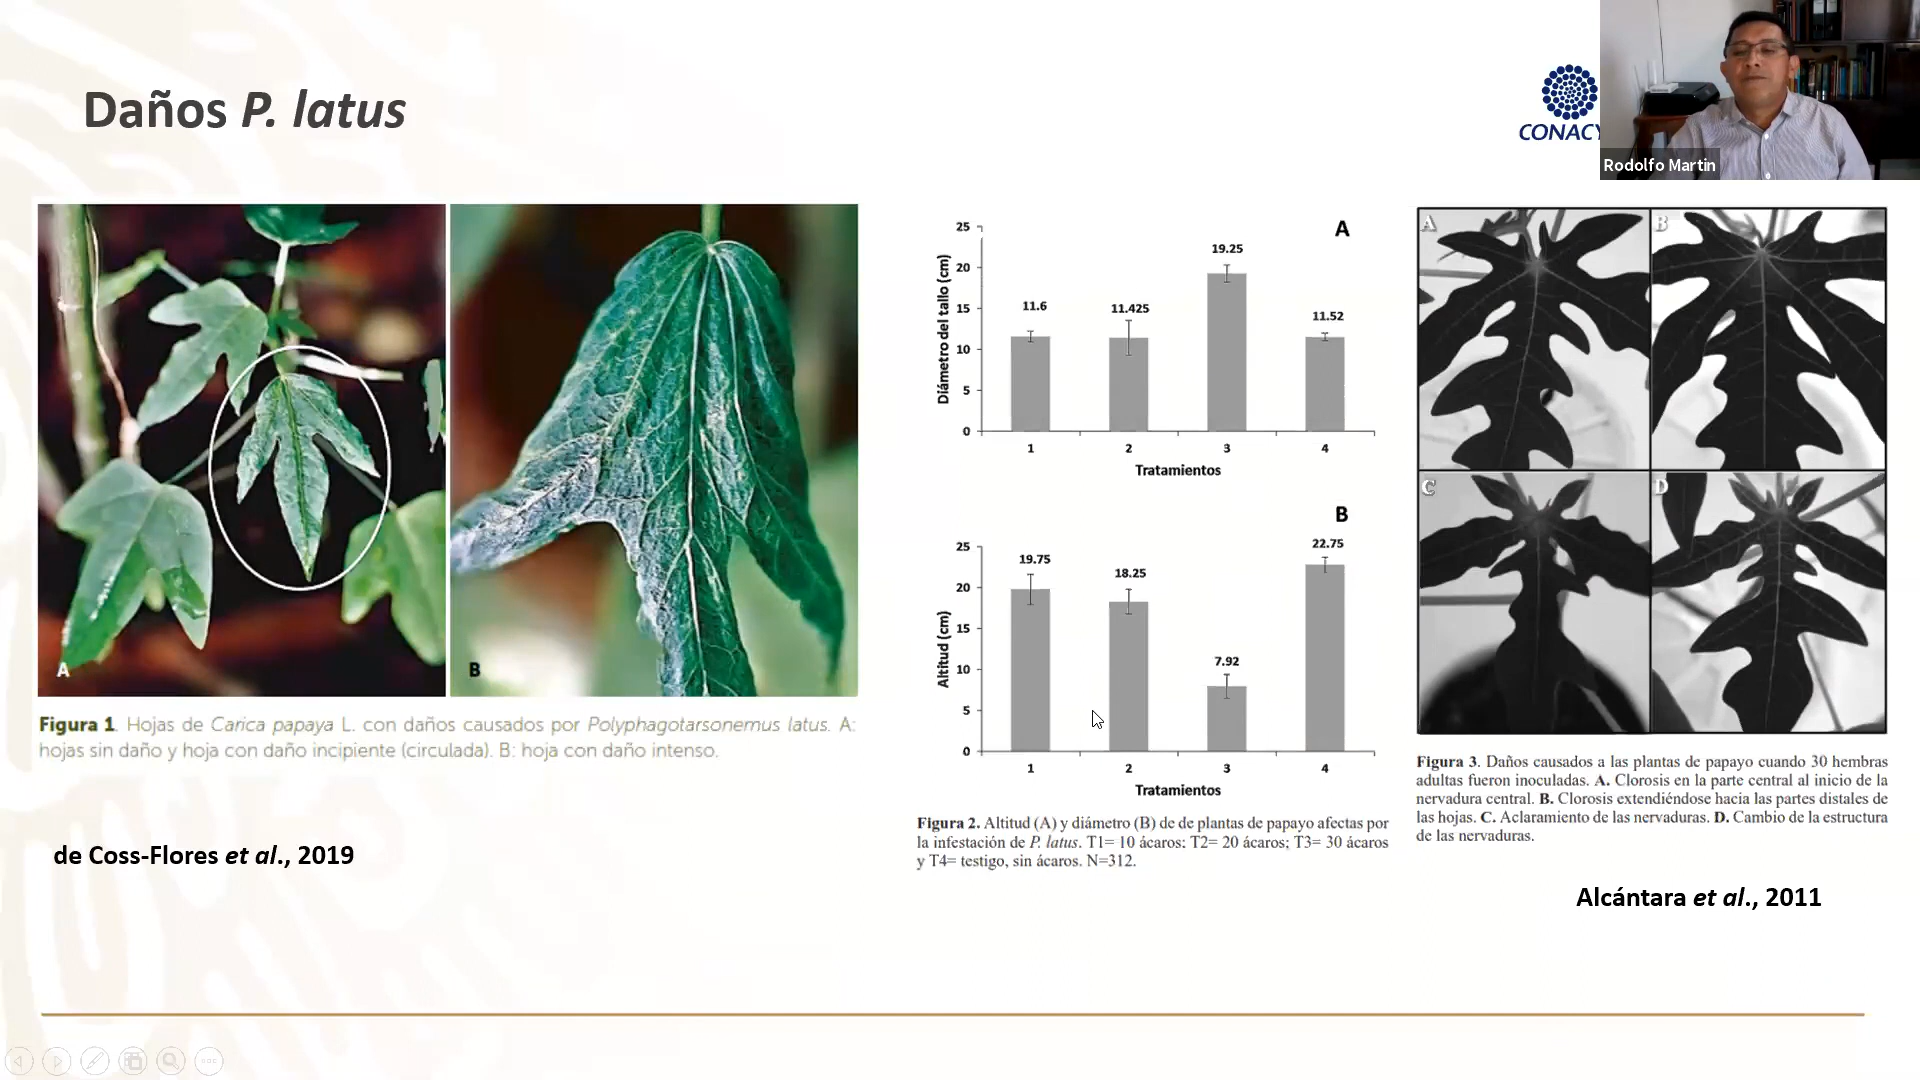 Daños P. latus
CONACY
Rodolfo Martin
A
B
Figura 1. Hojas de Carica papaya L. con daños causados por Polyphagotarsonemus latus. A:
hojas sin daño y hoja con daño incipiente (circulada). B: hoja con daño intenso.
de Coss-Flores et al., 2019
A
Diámetro del tallo (cm)
25
20
15
10
5
0
11.6
11.425
19.25
11.52
1 2 3 4
Tratamientos
B
Altitud (cm)
25
20
15
10
5
0
19.75
18.25
7.92
22.75
1 2 3 4
Tratamientos
Figura 2. Altitud (A) y diámetro (B) de de plantas de papayo afectas por
la infestación de P. latus. T1= 10 ácaros; T2= 20 ácaros; T3= 30 ácaros
y T4= testigo, sin ácaros. N=312.
A
B
C
D
Figura 3. Daños causados a las plantas de papayo cuando 30 hembras
adultas fueron inoculadas. A. Clorosis en la parte central al inicio de la
nervadura central. B. Clorosis extendiéndose hacia las partes distales de
las hojas. C. Aclaramiento de las nervaduras. D. Cambio de la estructura
de las nervaduras.
Alcántara et al., 2011